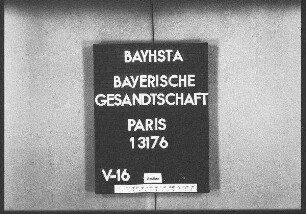 BAYHSTA
BAYERISCHE
GESANDTSCHAFT
PARIS
13176
V-16